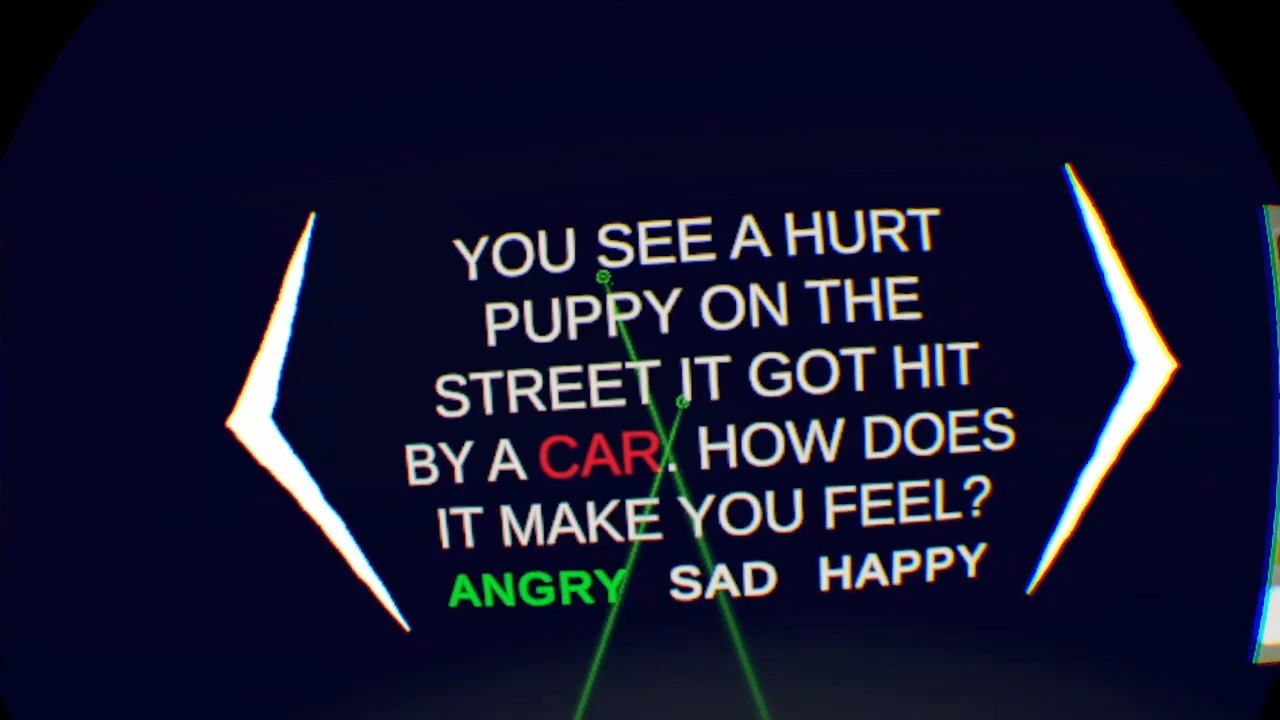 YOU SEE A HURT
PUPPY ON THE
STREET IT GOT HIT
BY A CAR. HOW DOES
IT MAKE YOU FEEL?
ANGRY SAD HAPPY